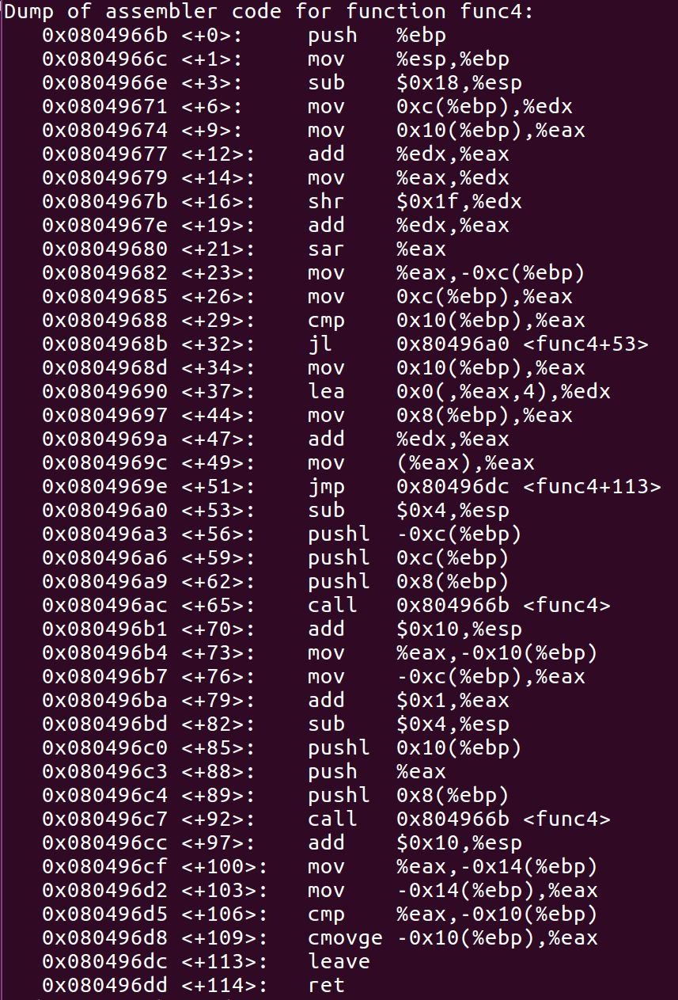 Dump of assembler code for function func4:
   0x0804966b <+0>:     push   %ebp
   0x0804966c <+1>:     mov    %esp,%ebp
   0x0804966e <+3>:     sub    $0x18,%esp
   0x08049671 <+6>:     mov    0xc(%ebp),%edx
   0x08049674 <+9>:     mov    0x10(%ebp),%eax
   0x08049677 <+12>:    add    %edx,%eax
   0x08049679 <+14>:    mov    %eax,%edx
   0x0804967b <+16>:    shr    $0x1f,%edx
   0x0804967e <+19>:    add    %edx,%eax
   0x08049680 <+21>:    sar    %eax
   0x08049682 <+23>:    mov    %eax,-0xc(%ebp)
   0x08049685 <+26>:    mov    0xc(%ebp),%eax
   0x08049688 <+29>:    cmp    0x10(%ebp),%eax
   0x0804968b <+32>:    jl     0x80496a0 <func4+53>
   0x0804968d <+34>:    mov    0x10(%ebp),%eax
   0x08049690 <+37>:    lea    0x0(,%eax,4),%edx
   0x08049697 <+44>:    mov    0x8(%ebp),%eax
   0x0804969a <+47>:    add    %edx,%eax
   0x0804969c <+49>:    mov    (%eax),%eax
   0x0804969e <+51>:    jmp    0x80496dc <func4+113>
   0x080496a0 <+53>:    sub    $0x4,%esp
   0x080496a3 <+56>:    pushl  -0xc(%ebp)
   0x080496a6 <+59>:    pushl  0xc(%ebp)
   0x080496a9 <+62>:    pushl  0x8(%ebp)
   0x080496ac <+65>:    call   0x804966b <func4>
   0x080496b1 <+70>:    add    $0x10,%esp
   0x080496b4 <+73>:    mov    %eax,-0x10(%ebp)
   0x080496b7 <+76>:    mov    -0xc(%ebp),%eax
   0x080496ba <+79>:    add    $0x1,%eax
   0x080496bd <+82>:    sub    $0x4,%esp
   0x080496c0 <+85>:    pushl  0x10(%ebp)
   0x080496c3 <+88>:    push   %eax
   0x080496c4 <+89>:    pushl  0x8(%ebp)
   0x080496c7 <+92>:    call   0x804966b <func4>
   0x080496cc <+97>:    add    $0x10,%esp
   0x080496cf <+100>:   mov    %eax,-0x14(%ebp)
   0x080496d2 <+103>:   mov    -0x14(%ebp),%eax
   0x080496d5 <+106>:   cmp    %eax,-0x10(%ebp)
   0x080496d8 <+109>:   cmovge -0x10(%ebp),%eax
   0x080496dc <+113>:   leave
   0x080496dd <+114>:   ret